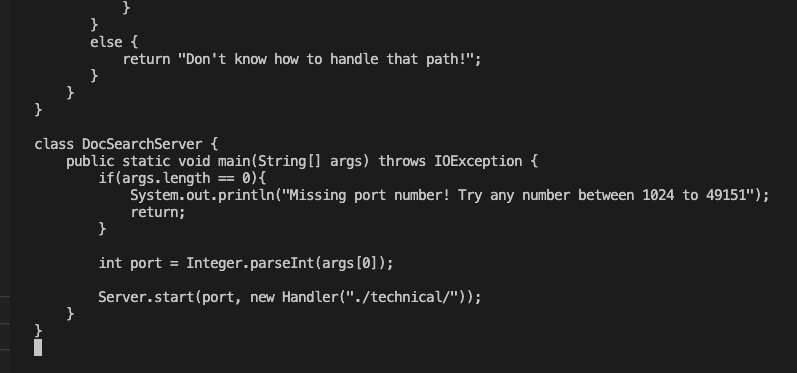 }
        }
        else {
            return "Don't know how to handle that path!";
        }
    }
}

class DocSearchServer {
    public static void main(String[] args) throws IOException {
        if(args.length == 0){
            System.out.println("Missing port number! Try any number between 1024 to 49151");
            return;
        }

        int port = Integer.parseInt(args[0]);

        Server.start(port, new Handler("./technical/"));
    }
}